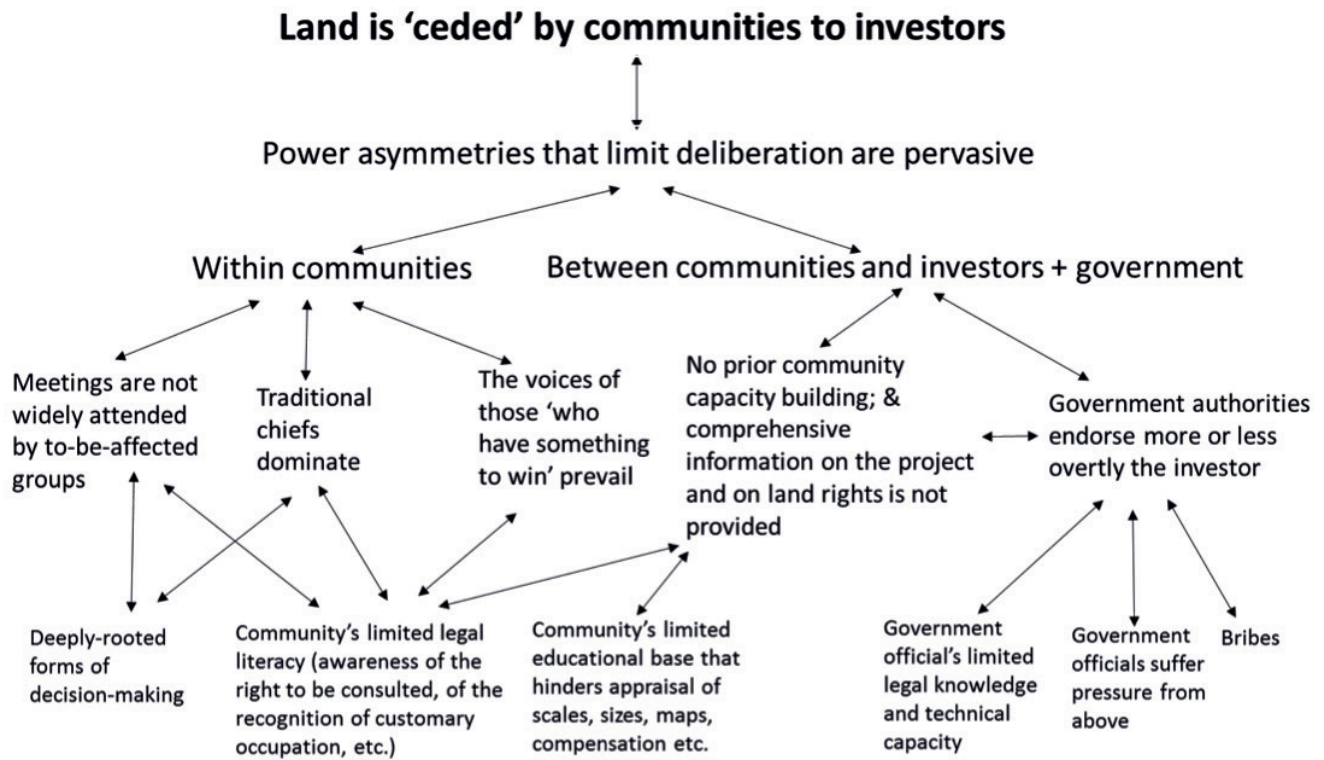 Land is ‘ceded’ by communities to investors
Power asymmetries that limit deliberation are pervasive
Within communities
Between communities and investors + government
Meetings are not
widely attended
by to-be-affected
groups
Traditional
chiefs
dominate
The voices of
those ‘who
have something
to win’ prevail
No prior community
capacity building; &
comprehensive
information on the project
and on land rights is not
provided
Government authorities
endorse more or less
overtly the investor
Deeply-rooted
forms of
decision-making
Community’s limited legal
literacy (awareness of the
right to be consulted, of the
recognition of customary
occupation, etc.)
Community’s limited
educational base that
hinders appraisal of
scales, sizes, maps,
compensation etc.
Government
official’s limited
legal knowledge
and technical
capacity
Government
officials suffer
pressure from
above
Bribes